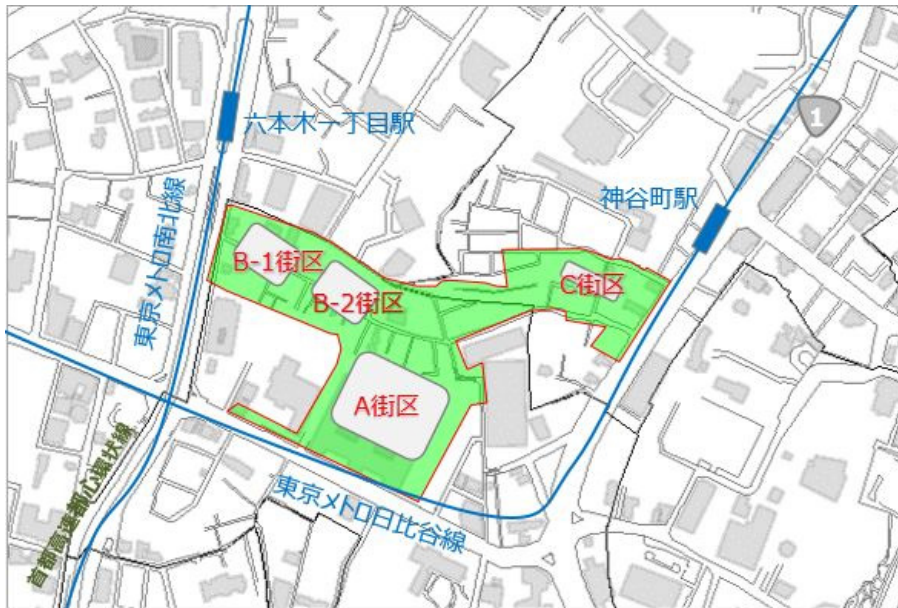 1
六本木一丁目駅
神谷町駅
東京メトロ南北線
B-1街区
B-2街区
C街区
A街区
首都高速都心環状線
東京メトロ日比谷線